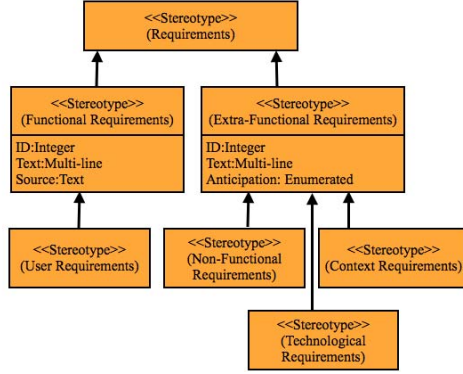 <<Stereotype>>
(Requirements)
<<Stereotype>>
(Functional Requirements)
ID:Integer
Text:Multi-line
Source:Text
<<Stereotype>>
(Extra-Functional Requirements)
ID:Integer
Text:Multi-line
Anticipation: Enumerated
<<Stereotype>>
(User Requirements)
<<Stereotype>>
(Non-Functional
Requirements)
<<Stereotype>>
(Context Requirements)
<<Stereotype>>
(Technological
Requirements)